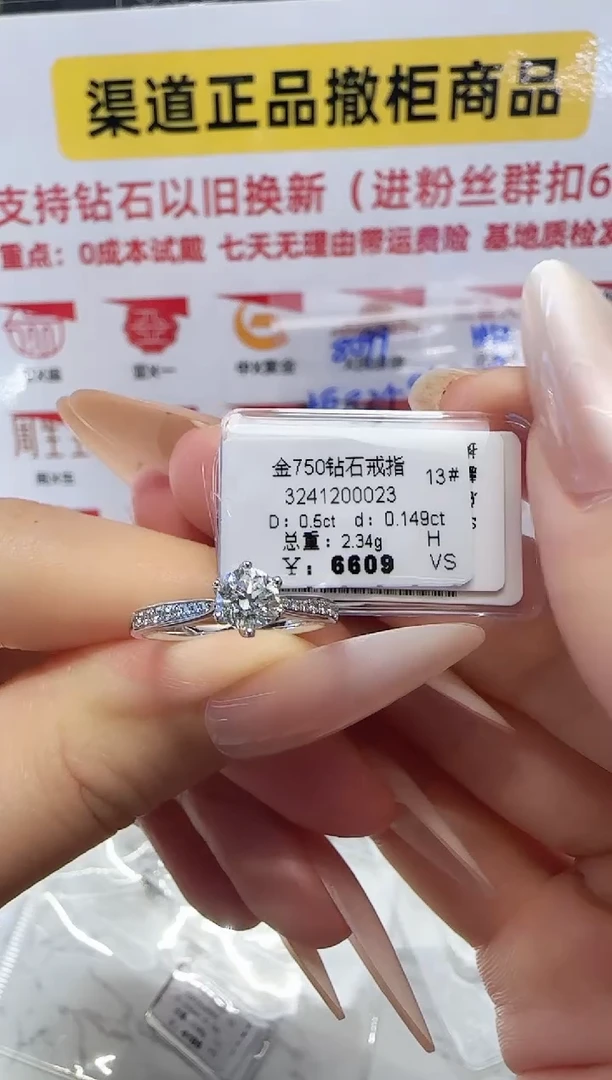 渠道正品撤柜商品
支持钻石以旧换新（进粉丝群扣6
重点：0成本试戴 七天无理由带运费险 基地质检发
金750钻石戒指
13#
3241200023
D: 0.5ct d: 0.149ct
总重: 2.34g H
¥: 6609 VS